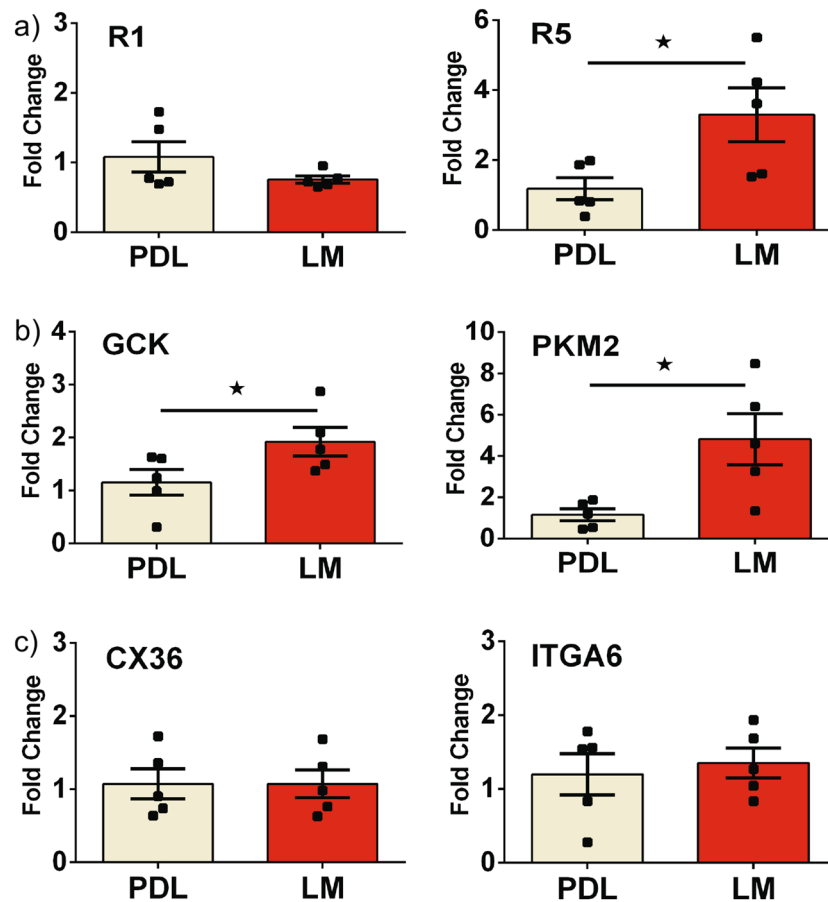 a)
R1
Fold Change
3
2
1
0
PDL LM
R5
★
Fold Change
6
4
2
0
PDL LM
b)
GCK
★
Fold Change
4
3
2
1
0
PDL LM
PKM2
★
Fold Change
10
8
6
4
2
0
PDL LM
c)
CX36
Fold Change
3
2
1
0
PDL LM
ITGA6
Fold Change
3
2
1
0
PDL LM